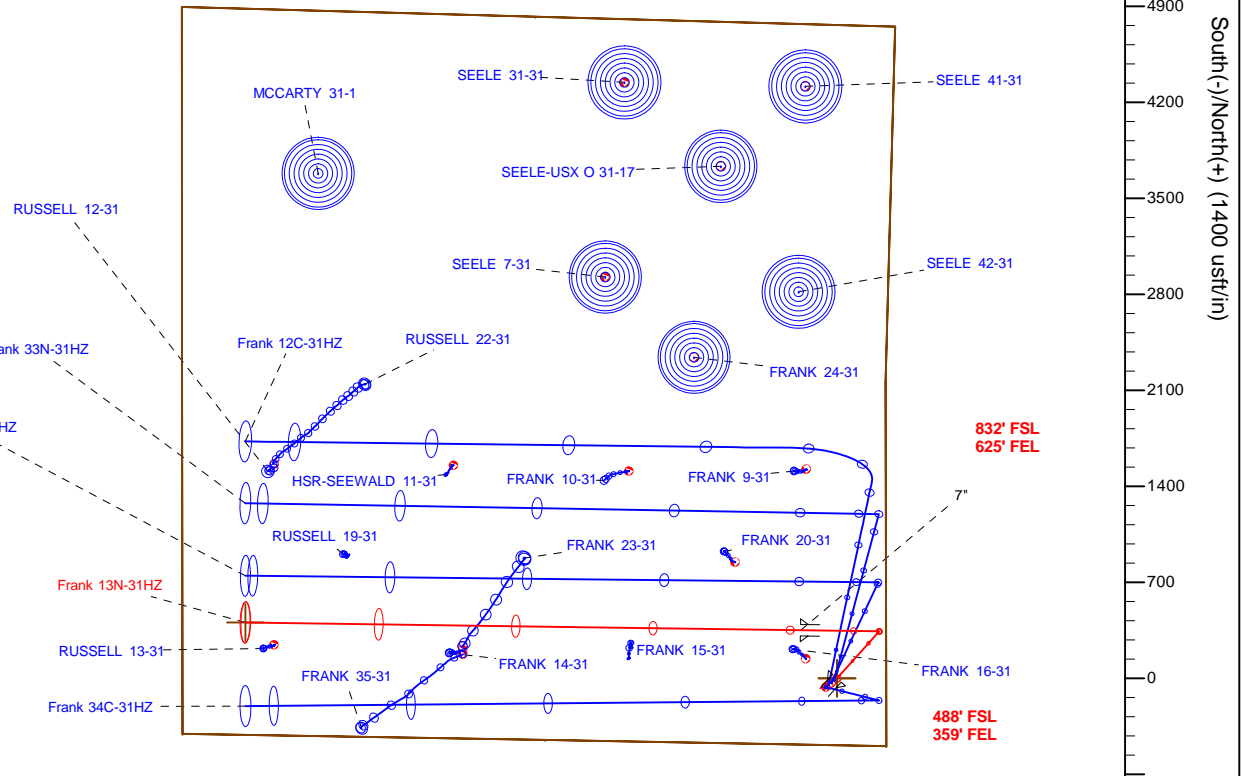 4900
SEELE 31-31
SEELE 41-31
MCCARTY 31-1
4200
SEELE-USX O 31-17
3500
RUSSELL 12-31
SEELE 7-31
SEELE 42-31
2800
South(-)/North(+) (1400 usft/in)
ank 33N-31HZ
Frank 12C-31HZ
RUSSELL 22-31
FRANK 24-31
2100
HZ
832' FSL
625' FEL
HSR-SEEWALD 11-31
FRANK 10-31
FRANK 9-31
1400
7"
RUSSELL 19-31
FRANK 23-31
FRANK 20-31
Frank 13N-31HZ
700
RUSSELL 13-31
FRANK 14-31
FRANK 15-31
FRANK 16-31
FRANK 35-31
0
Frank 34C-31HZ
488' FSL
359' FEL